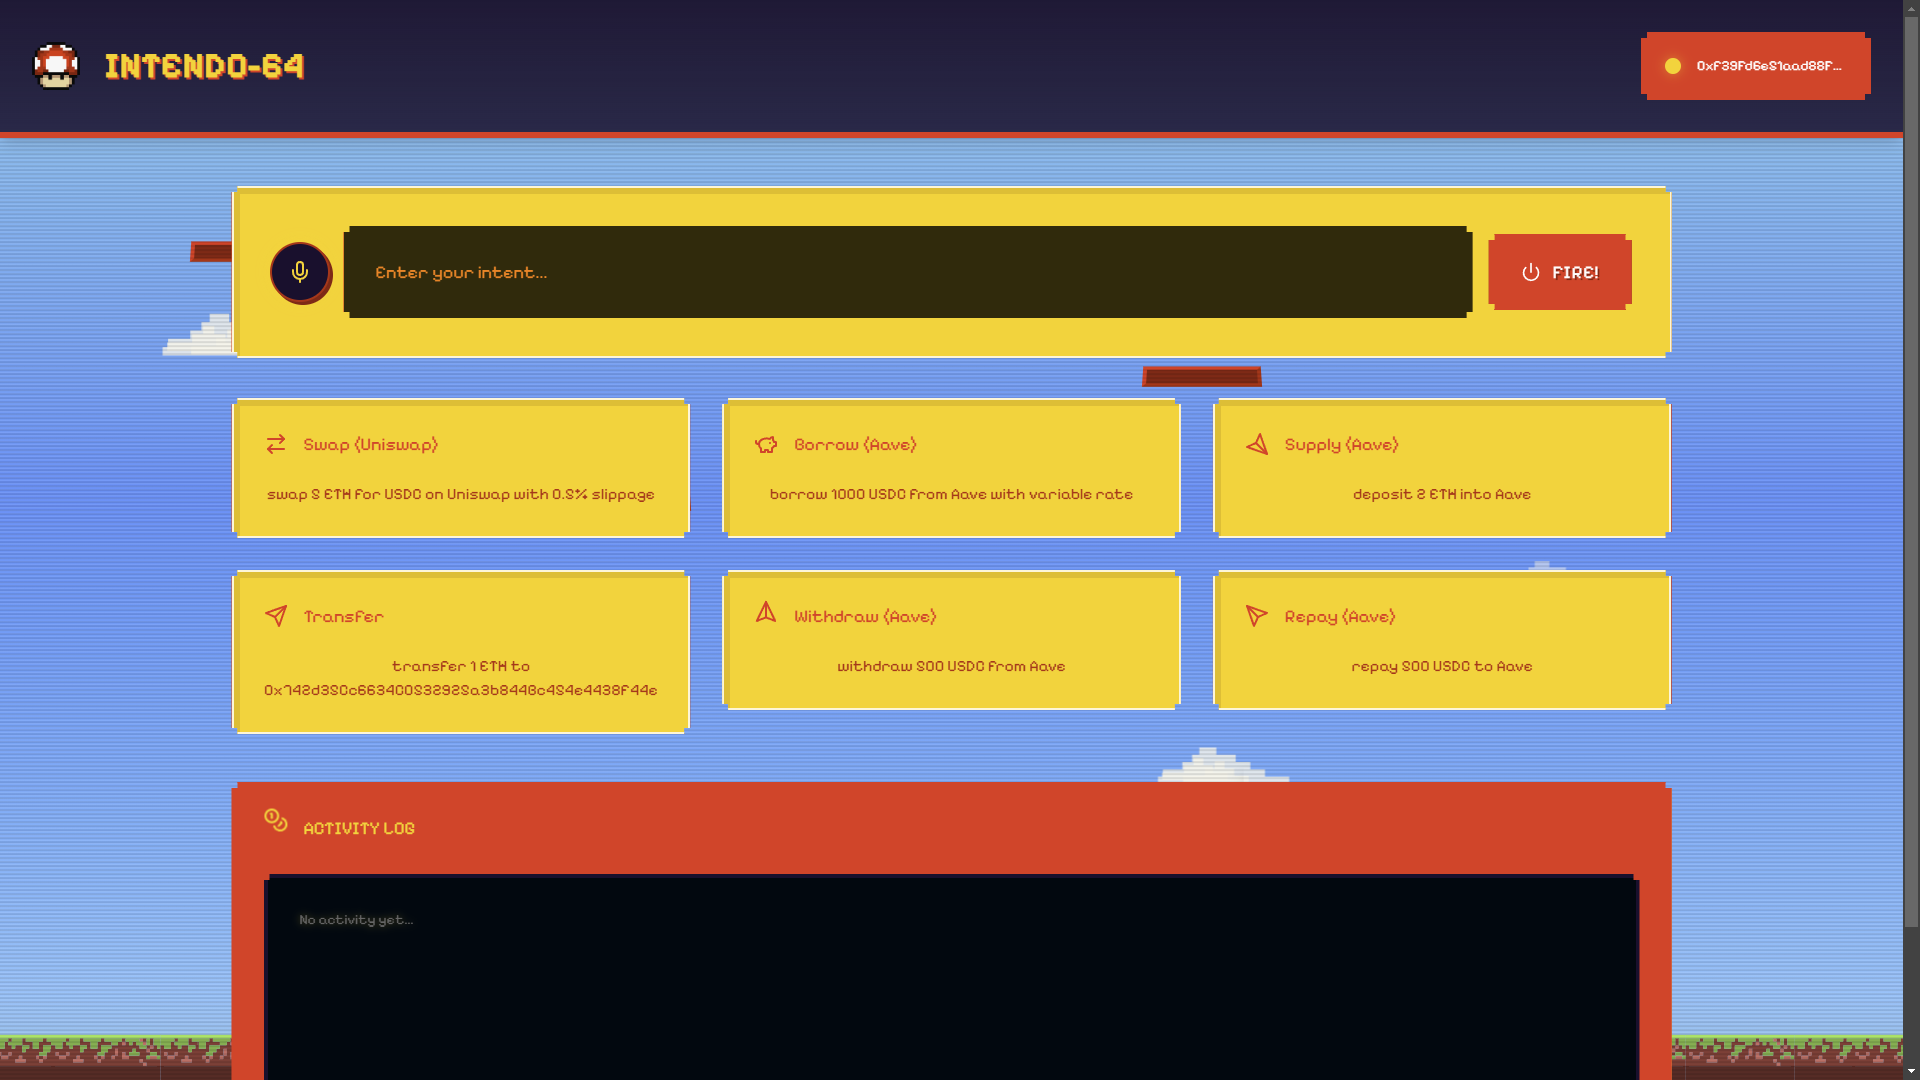 INTENDO-64
0xf39Fd6e51aad88F...
Enter your intent...
FIRE!
Swap (Uniswap)
swap 5 ETH for USDC on Uniswap with 0.5% slippage
Borrow (Aave)
borrow 1000 USDC from Aave with variable rate
Supply (Aave)
deposit 2 ETH into Aave
Transfer
transfer 1 ETH to
0x742d35Cc6634C0532925a3b844Bc454e4438f44e
Withdraw (Aave)
withdraw 500 USDC from Aave
Repay (Aave)
repay 500 USDC to Aave
ACTIVITY LOG
No activity yet...